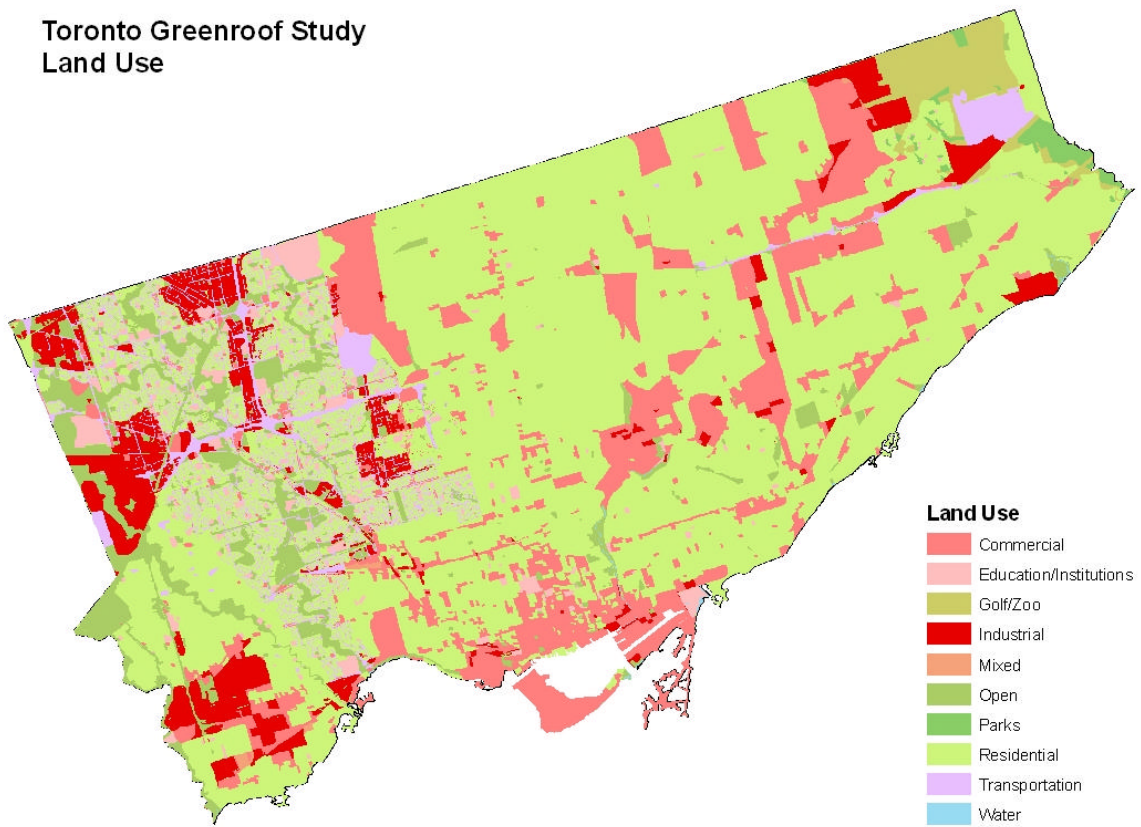 Toronto Greenroof Study
Land Use
Land Use
Commercial
Education/Institutions
Golf/Zoo
Industrial
Mixed
Open
Parks
Residential
Transportation
Water